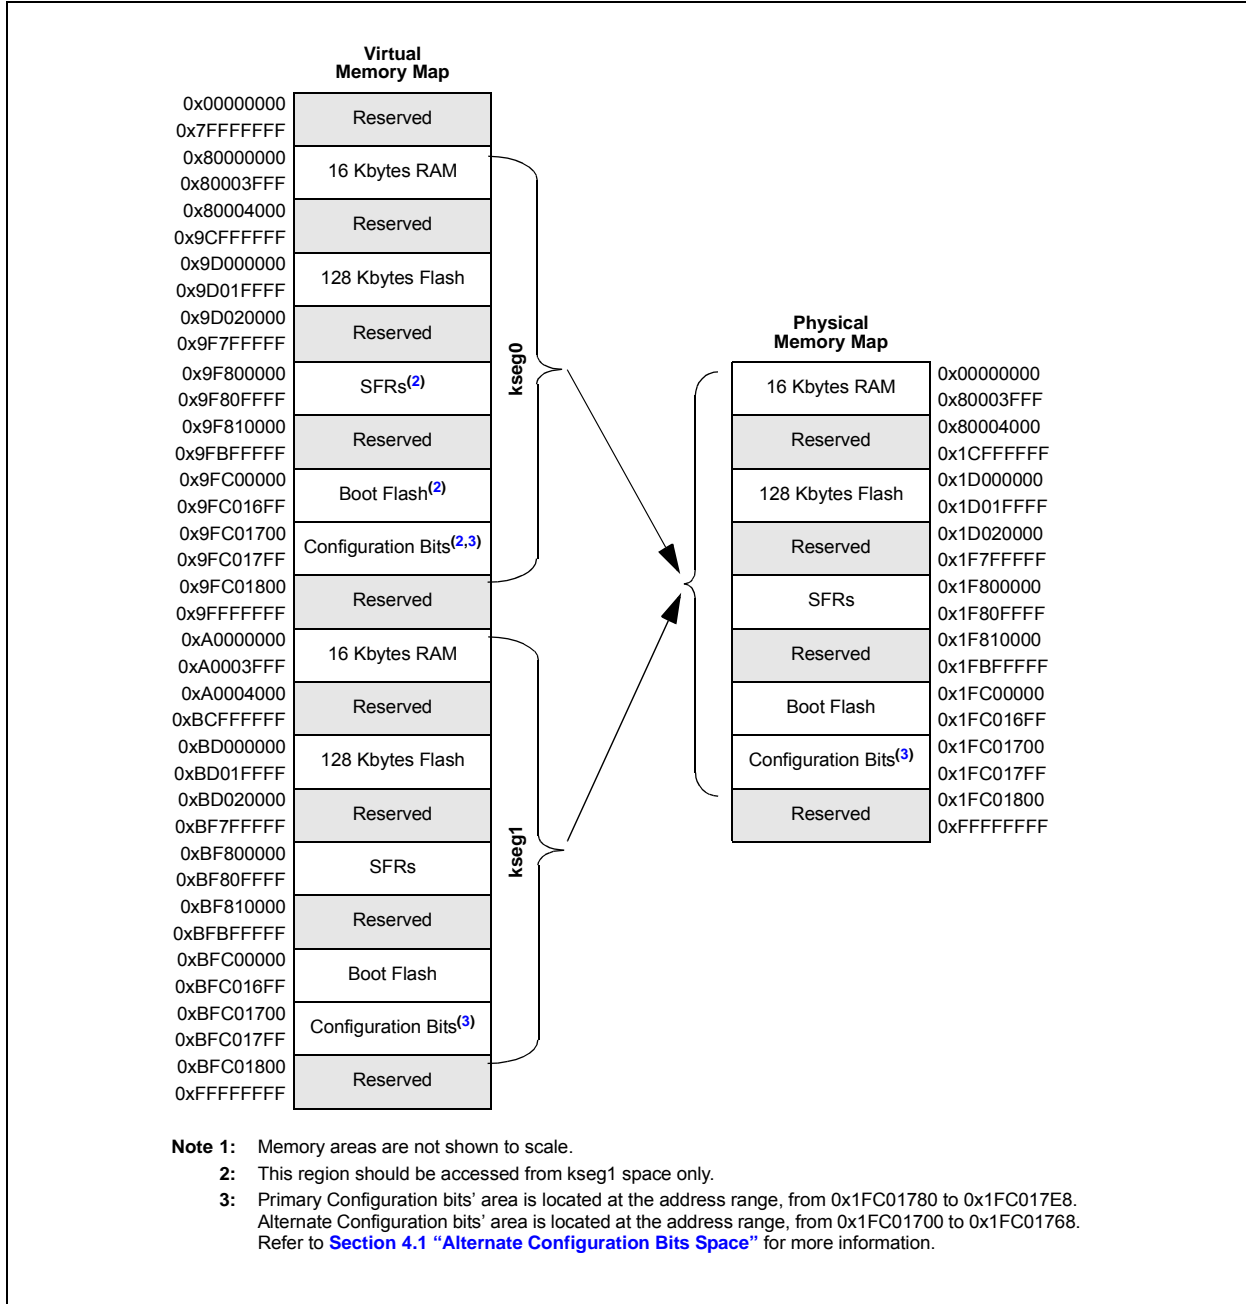 Virtual
Memory Map
0x00000000
Reserved
0x7FFFFFFF
0x80000000
16 Kbytes RAM
0x80003FFF
0x80004000
Reserved
0x9CFFFFFF
0x9D000000
128 Kbytes Flash
0x9D01FFFF
0x9D020000
Reserved
0x9F7FFFFF
0x9F800000
SFRs(2)
0x9F80FFFF
0x9F810000
Reserved
0x9FBFFFFF
0x9FC00000
Boot Flash(2)
0x9FC016FF
0x9FC01700
Configuration Bits(2,3)
0x9FC017FF
0x9FC01800
Reserved
0x9FFFFFFF
0xA0000000
16 Kbytes RAM
0xA0003FFF
0xA0004000
Reserved
0xBCFFFFFF
0xBD000000
128 Kbytes Flash
0xBD01FFFF
0xBD020000
Reserved
0xBF7FFFFF
0xBF800000
SFRs
0xBF80FFFF
0xBF810000
Reserved
0xBFBFFFFF
0xBFC00000
Boot Flash
0xBFC016FF
0xBFC01700
Configuration Bits(3)
0xBFC017FF
0xBFC01800
Reserved
0xFFFFFFFF
kseg0
kseg1
Physical
Memory Map
16 Kbytes RAM
0x00000000
0x80003FFF
Reserved
0x80004000
0x1CFFFFFF
128 Kbytes Flash
0x1D000000
0x1D01FFFF
Reserved
0x1D020000
0x1F7FFFFF
SFRs
0x1F800000
0x1F80FFFF
Reserved
0x1F810000
0x1FBFFFFF
Boot Flash
0x1FC00000
0x1FC016FF
Configuration Bits(3)
0x1FC01700
0x1FC017FF
Reserved
0x1FC01800
0xFFFFFFFF
Note 1: Memory areas are not shown to scale.
2: This region should be accessed from kseg1 space only.
3: Primary Configuration bits' area is located at the address range, from 0x1FC01780 to 0x1FC017E8.
Alternate Configuration bits' area is located at the address range, from 0x1FC01700 to 0x1FC01768.
Refer to Section 4.1 “Alternate Configuration Bits Space” for more information.